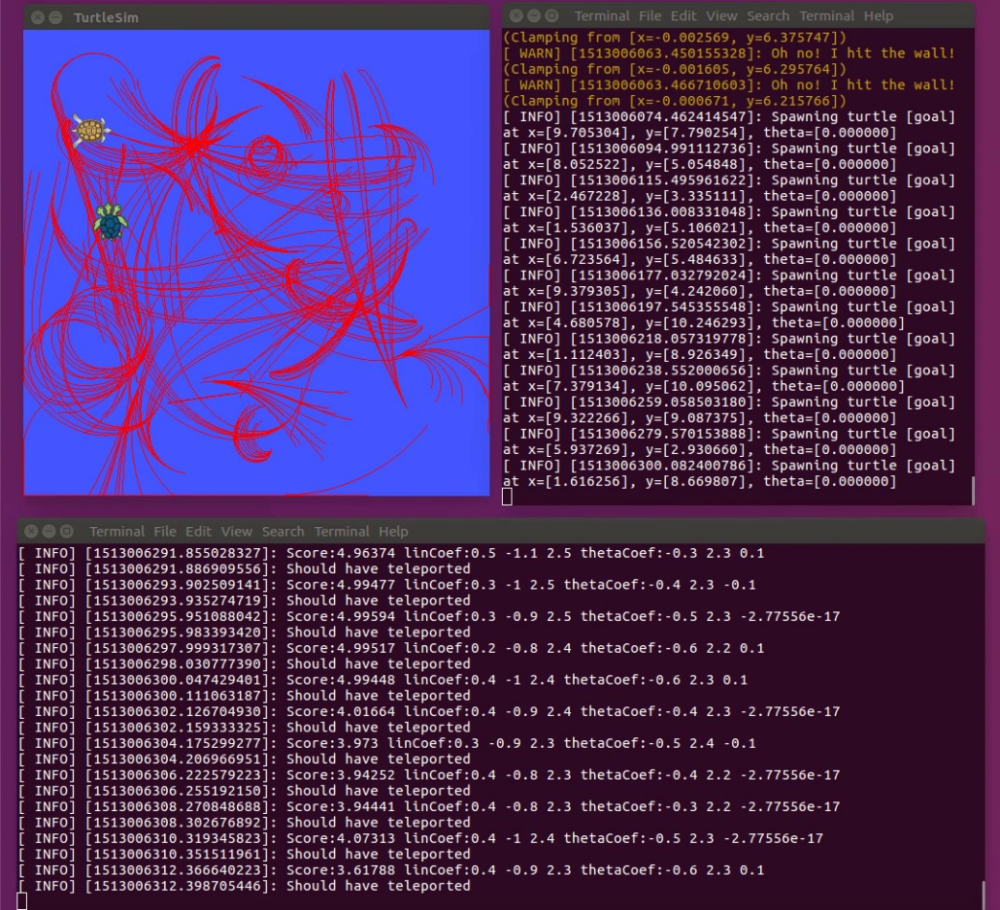 TurtleSim
Terminal File Edit View Search Terminal Help
(Clamping from [x=-0.002569, y=6.375747])
[ WARN] [1513006063.450155328]: Oh no! I hit the wall!
(Clamping from [x=-0.001605, y=6.295764])
[ WARN] [1513006063.466710603]: Oh no! I hit the wall!
(Clamping from [x=-0.000671, y=6.215766])
[ INFO] [1513006074.462414547]: Spawning turtle [goal]
at x=[9.705304], y=[7.790254], theta=[0.000000]
[ INFO] [1513006094.991112736]: Spawning turtle [goal]
at x=[8.052522], y=[5.054848], theta=[0.000000]
[ INFO] [1513006115.495961622]: Spawning turtle [goal]
at x=[2.467228], y=[3.335111], theta=[0.000000]
[ INFO] [1513006136.008331048]: Spawning turtle [goal]
at x=[1.536037], y=[5.106021], theta=[0.000000]
[ INFO] [1513006156.520542302]: Spawning turtle [goal]
at x=[6.723564], y=[5.484633], theta=[0.000000]
[ INFO] [1513006177.032792024]: Spawning turtle [goal]
at x=[9.379305], y=[4.242060], theta=[0.000000]
[ INFO] [1513006197.545355548]: Spawning turtle [goal]
at x=[4.680578], y=[10.246293], theta=[0.000000]
[ INFO] [1513006218.057319778]: Spawning turtle [goal]
at x=[1.112403], y=[8.926349], theta=[0.000000]
[ INFO] [1513006238.552000656]: Spawning turtle [goal]
at x=[7.379134], y=[10.095062], theta=[0.000000]
[ INFO] [1513006259.058503180]: Spawning turtle [goal]
at x=[9.322266], y=[9.087375], theta=[0.000000]
[ INFO] [1513006279.570153888]: Spawning turtle [goal]
at x=[5.937269], y=[2.930660], theta=[0.000000]
[ INFO] [1513006300.082400786]: Spawning turtle [goal]
at x=[1.616256], y=[8.669807], theta=[0.000000]
Terminal File Edit View Search Terminal Help
[ INFO] [1513006291.855028327]: Score:4.96374 linCoef:0.5 -1.1 2.5 thetaCoef:-0.3 2.3 0.1
[ INFO] [1513006291.886909556]: Should have teleported
[ INFO] [1513006293.902509141]: Score:4.99477 linCoef:0.3 -1 2.5 thetaCoef:-0.4 2.3 -0.1
[ INFO] [1513006293.935274719]: Should have teleported
[ INFO] [1513006295.951088042]: Score:4.99594 linCoef:0.3 -0.9 2.5 thetaCoef:-0.5 2.3 -2.77556e-17
[ INFO] [1513006295.983393420]: Should have teleported
[ INFO] [1513006297.999317307]: Score:4.99517 linCoef:0.2 -0.8 2.4 thetaCoef:-0.6 2.2 0.1
[ INFO] [1513006298.030777390]: Should have teleported
[ INFO] [1513006300.047429401]: Score:4.99448 linCoef:0.4 -1 2.4 thetaCoef:-0.6 2.3 0.1
[ INFO] [1513006300.111063187]: Should have teleported
[ INFO] [1513006302.126704930]: Score:4.01664 linCoef:0.4 -0.9 2.4 thetaCoef:-0.4 2.3 -2.77556e-17
[ INFO] [1513006302.159333325]: Should have teleported
[ INFO] [1513006304.175299277]: Score:3.973 linCoef:0.3 -0.9 2.3 thetaCoef:-0.5 2.4 -0.1
[ INFO] [1513006304.206966951]: Should have teleported
[ INFO] [1513006306.222579223]: Score:3.94252 linCoef:0.4 -0.8 2.3 thetaCoef:-0.4 2.2 -2.77556e-17
[ INFO] [1513006306.255192150]: Should have teleported
[ INFO] [1513006308.270848688]: Score:3.94441 linCoef:0.4 -0.8 2.3 thetaCoef:-0.3 2.2 -2.77556e-17
[ INFO] [1513006308.302676892]: Should have teleported
[ INFO] [1513006310.319345823]: Score:4.07313 linCoef:0.4 -1 2.4 thetaCoef:-0.5 2.3 -2.77556e-17
[ INFO] [1513006310.351511961]: Should have teleported
[ INFO] [1513006312.366640223]: Score:3.61788 linCoef:0.4 -0.9 2.3 thetaCoef:-0.6 2.3 0.1
[ INFO] [1513006312.398705446]: Should have teleported